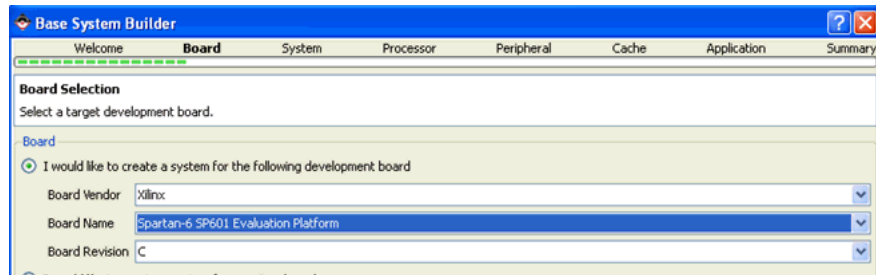 Base System Builder
Welcome Board System Processor Peripheral Cache Application Summary
Board Selection
Select a target development board.
Board
I would like to create a system for the following development board
Board Vendor Xilinx
Board Name Spartan-6 SP601 Evaluation Platform
Board Revision C